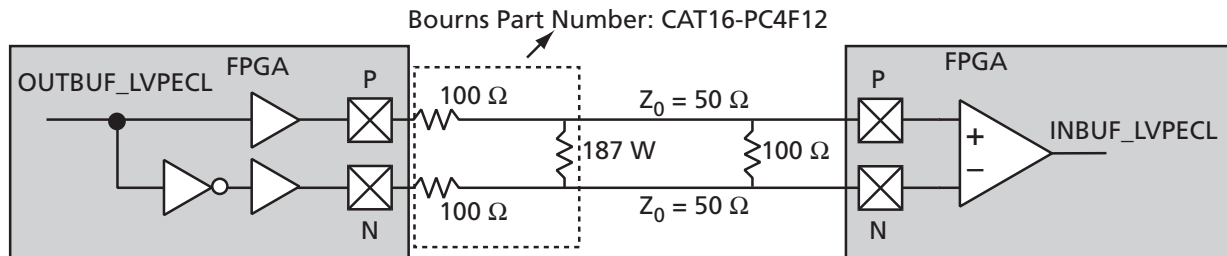 Bourns Part Number: CAT16-PC4F12
OUTBUF_LVPECL
FPGA
P
100 Ω
Z0 = 50 Ω
187 W
100 Ω
100 Ω
Z0 = 50 Ω
N
FPGA
P
+
−
INBUF_LVPECL
N